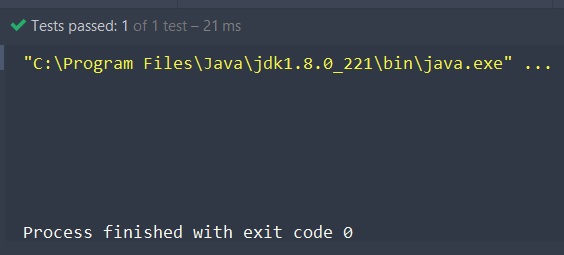 Tests passed: 1 of 1 test – 21 ms
"C:\Program Files\Java\jdk1.8.0_221\bin\java.exe" ...
Process finished with exit code 0